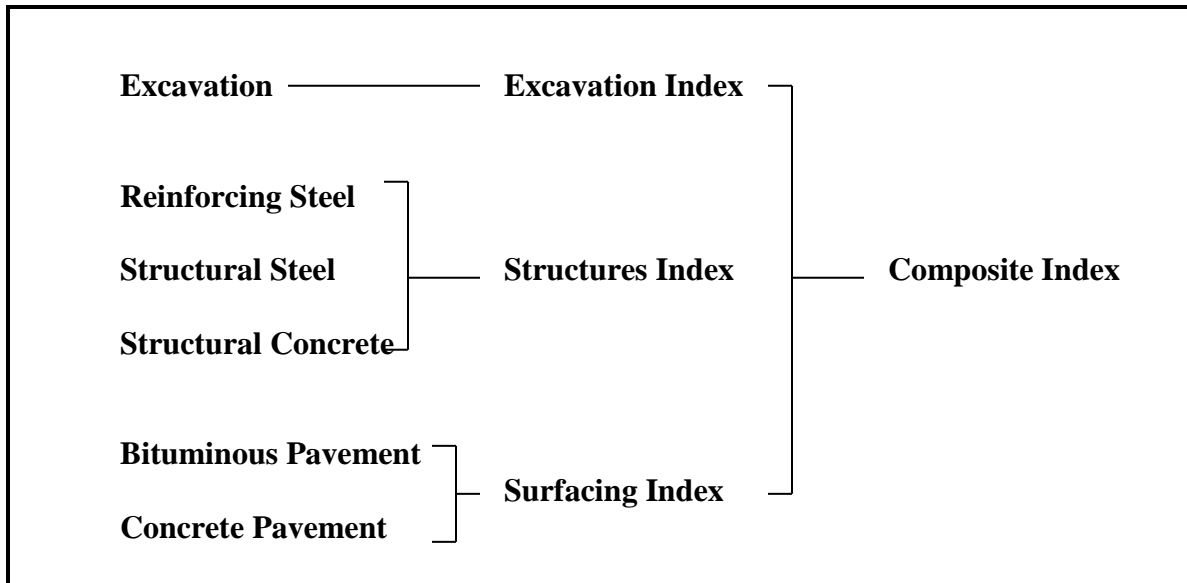 Excavation
Excavation Index
Reinforcing Steel
Structural Steel
Structures Index
Composite Index
Structural Concrete
Bituminous Pavement
Surfacing Index
Concrete Pavement